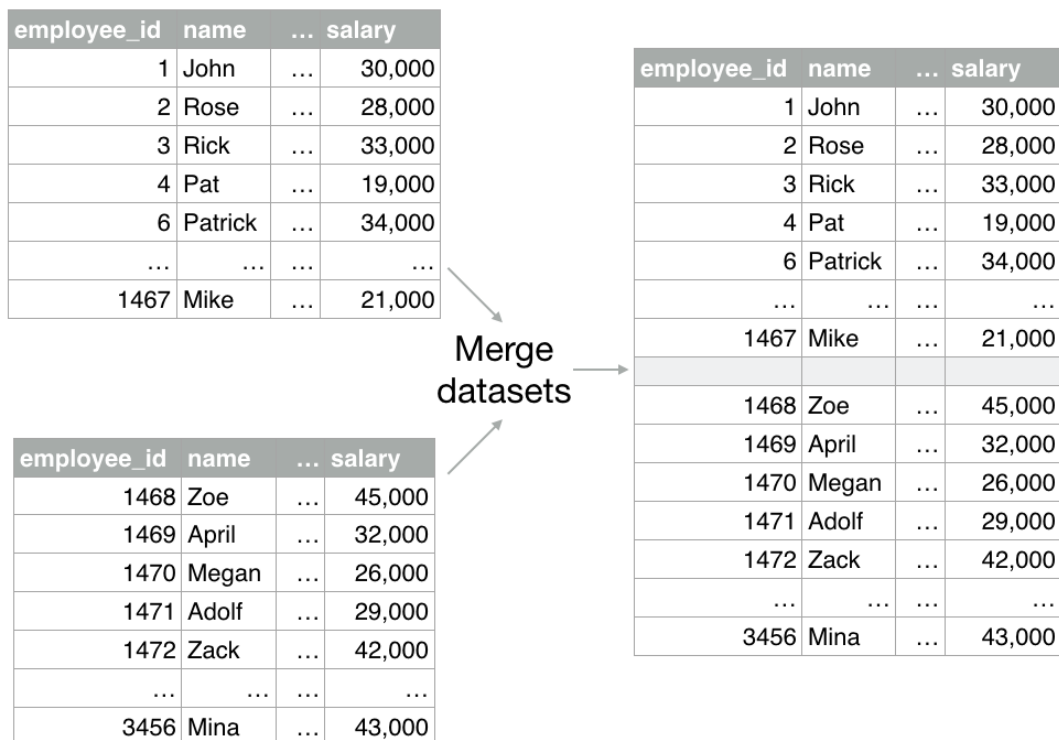 employee_id name … salary
1 John … 30,000
2 Rose … 28,000
3 Rick … 33,000
4 Pat … 19,000
6 Patrick … 34,000
… … … …
1467 Mike … 21,000
Merge
datasets
employee_id name … salary
1468 Zoe … 45,000
1469 April … 32,000
1470 Megan … 26,000
1471 Adolf … 29,000
1472 Zack … 42,000
… … … …
3456 Mina … 43,000
employee_id name … salary
1 John … 30,000
2 Rose … 28,000
3 Rick … 33,000
4 Pat … 19,000
6 Patrick … 34,000
… … … …
1467 Mike … 21,000
1468 Zoe … 45,000
1469 April … 32,000
1470 Megan … 26,000
1471 Adolf … 29,000
1472 Zack … 42,000
… … … …
3456 Mina … 43,000